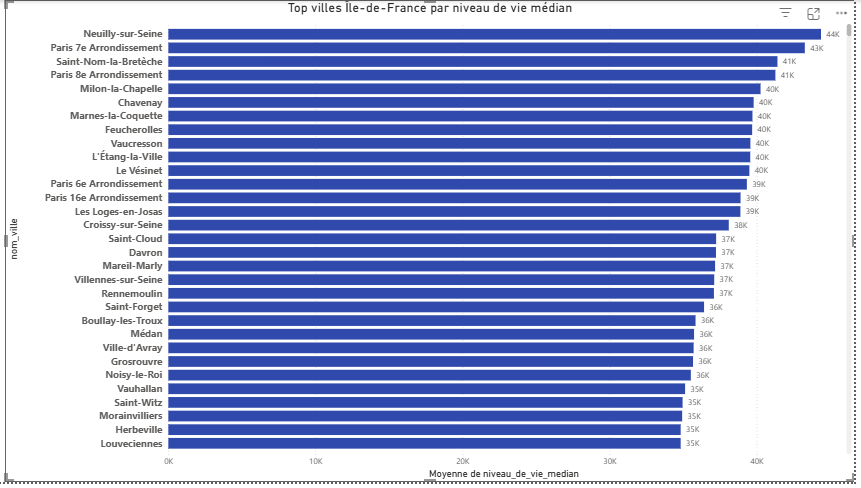 Top villes Île-de-France par niveau de vie médian
nom_ville
Neuilly-sur-Seine 44K
Paris 7e Arrondissement 43K
Saint-Nom-la-Bretèche 41K
Paris 8e Arrondissement 41K
Milon-la-Chapelle 40K
Chavenay 40K
Marnes-la-Coquette 40K
Feucherolles 40K
Vaucresson 40K
L'Étang-la-Ville 40K
Le Vésinet 40K
Paris 6e Arrondissement 39K
Paris 16e Arrondissement 39K
Les Loges-en-Josas 39K
Croissy-sur-Seine 38K
Saint-Cloud 37K
Davron 37K
Mareil-Marly 37K
Villennes-sur-Seine 37K
Rennemoulin 37K
Saint-Forget 36K
Boullay-les-Troux 36K
Médan 36K
Ville-d'Avray 36K
Grosrouvre 36K
Noisy-le-Roi 36K
Vauhallan 35K
Saint-Witz 35K
Morainvilliers 35K
Herbeville 35K
Louveciennes 35K
0K 10K 20K 30K 40K
Moyenne de niveau_de_vie_median